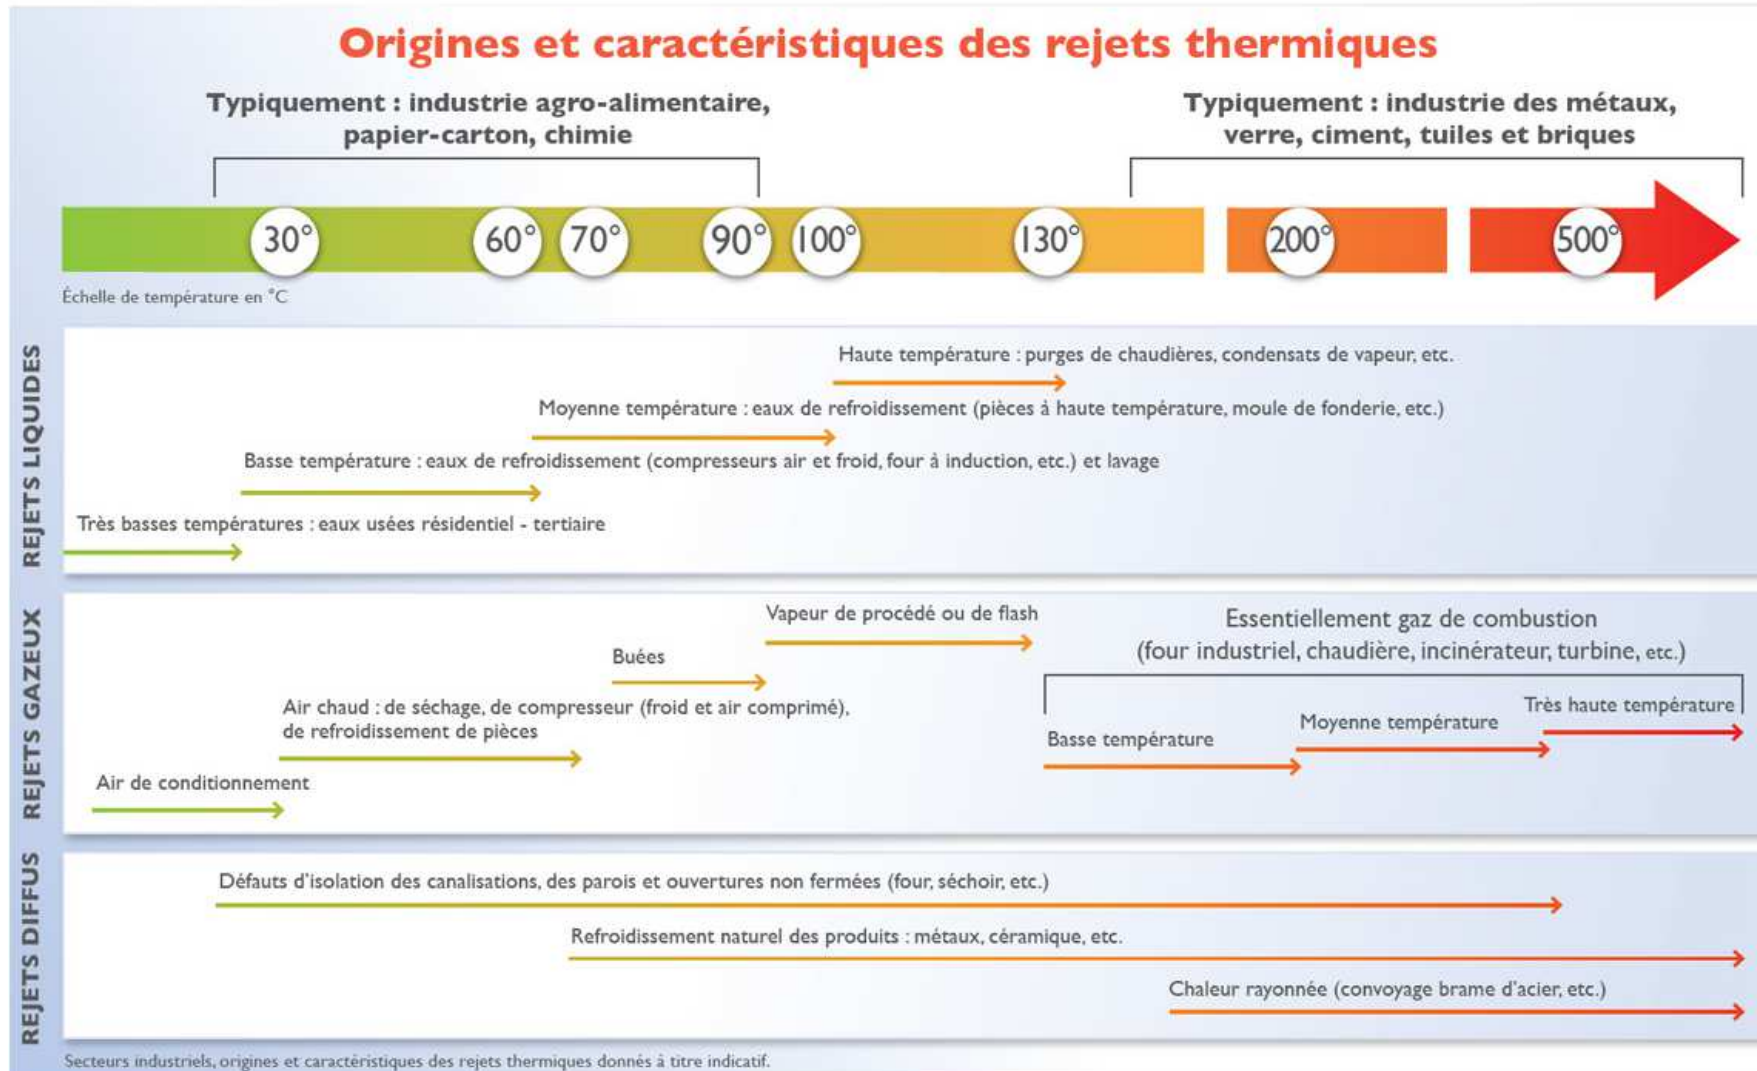 Origines et caractéristiques des rejets thermiques
Typiquement : industrie agro-alimentaire,
papier-carton, chimie
Typiquement : industrie des métaux,
verre, ciment, tuiles et briques
30° 60° 70° 90° 100° 130° 200° 500°
Échelle de température en °C
REJETS LIQUIDES
Haute température : purges de chaudières, condensats de vapeur, etc.
Moyenne température : eaux de refroidissement (pièces à haute température, moule de fonderie, etc.)
Basse température : eaux de refroidissement (compresseurs air et froid, four à induction, etc.) et lavage
Très basses températures : eaux usées résidentiel - tertiaire
REJETS GAZEUX
Vapeur de procédé ou de flash
Essentiellement gaz de combustion
(four industriel, chaudière, incinérateur, turbine, etc.)
Buées
Air chaud : de séchage, de compresseur (froid et air comprimé),
de refroidissement de pièces
Très haute température
Moyenne température
Basse température
Air de conditionnement
REJETS DIFFUS
Défauts d'isolation des canalisations, des parois et ouvertures non fermées (four, séchoir, etc.)
Refroidissement naturel des produits : métaux, céramique, etc.
Chaleur rayonnée (convoyage brame d'acier, etc.)
Secteurs industriels, origines et caractéristiques des rejets thermiques donnés à titre indicatif.